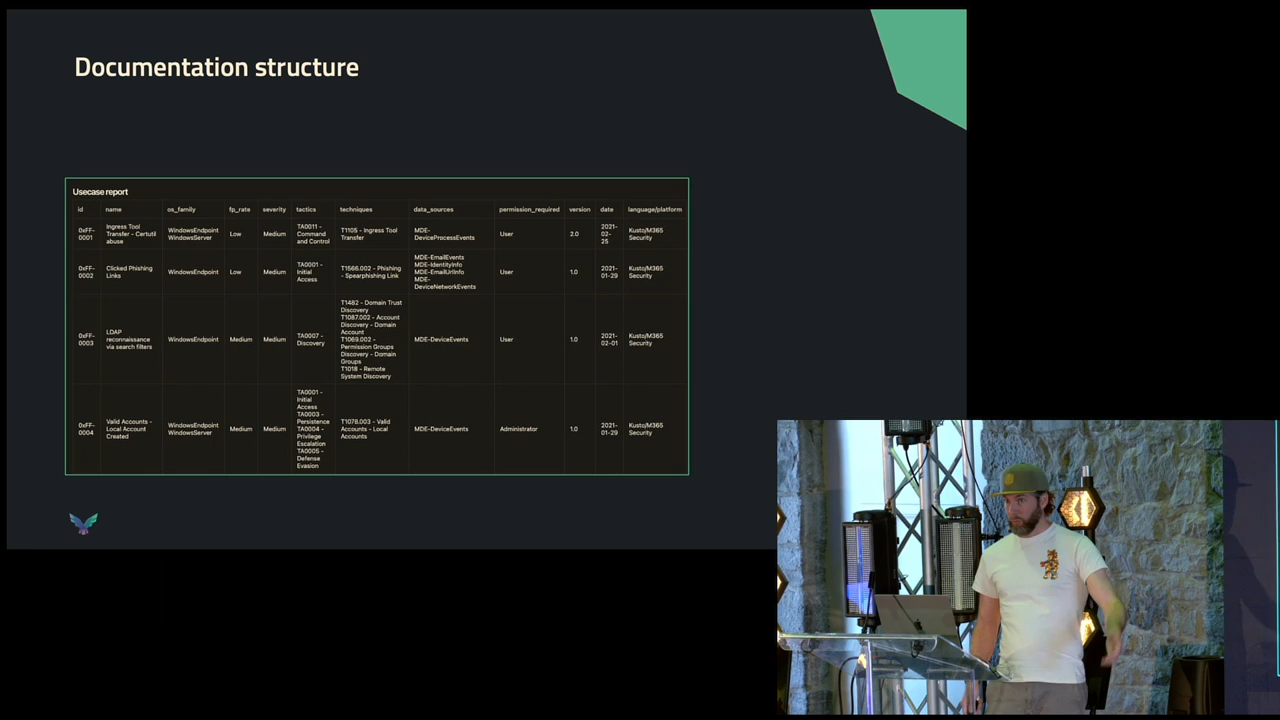 Documentation structure
Usecase report
id name os_family fp_rate severity tactics techniques data_sources permission_required version date language/platform
0xFF-
0001
Ingress Tool
Transfer - Certutil
abuse
WindowsEndpoint
WindowsServer
Low
Medium
TA0011 -
Command
and Control
T1105 - Ingress Tool
Transfer
MDE-
DeviceProcessEvents
User
2.0
2021-
02-
25
Kusto/M365
Security
0xFF-
0002
Clicked Phishing
Links
WindowsEndpoint
Low
Medium
TA0001 -
Initial
Access
T1566.002 - Phishing
- Spearphishing Link
MDE-EmailEvents
MDE-IdentityInfo
MDE-EmailUrlInfo
MDE-
DeviceNetworkEvents
User
1.0
2021-
01-29
Kusto/M365
Security
0xFF-
0003
LDAP
reconnaissance
via search filters
WindowsEndpoint
Medium
Medium
TA0007 -
Discovery
T1482 - Domain Trust
Discovery
T1087.002 - Account
Discovery - Domain
Account
T1069.002 -
Permission Groups
Discovery - Domain
Groups
T1018 - Remote
System Discovery
MDE-DeviceEvents
User
1.0
2021-
02-01
Kusto/M365
Security
0xFF-
0004
Valid Accounts -
Local Account
Created
WindowsEndpoint
WindowsServer
Medium
Medium
TA0001 -
Initial
Access
TA0003 -
Persistence
TA0004 -
Privilege
Escalation
TA0005 -
Defense
Evasion
T1078.003 - Valid
Accounts - Local
Accounts
MDE-DeviceEvents
Administrator
1.0
2021-
01-29
Kusto/M365
Security